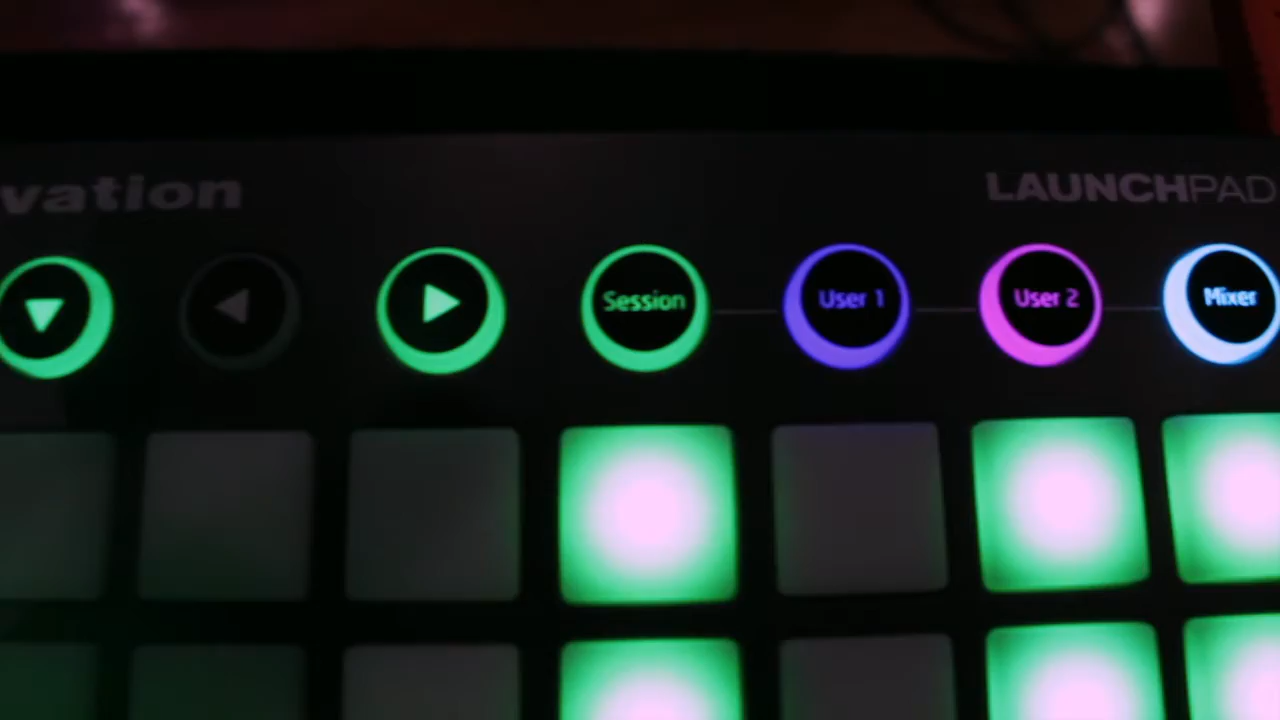 vation
LAUNCHPAD
Session
User 1
User 2
Mixer